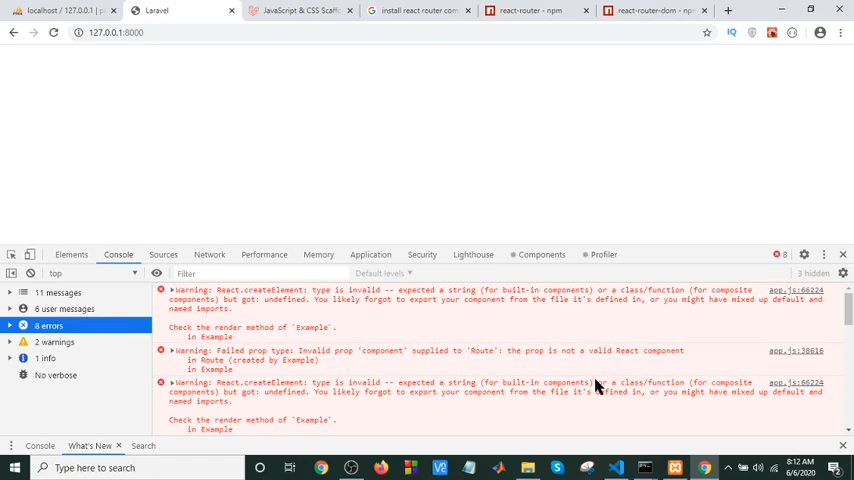 localhost / 127.0.0.1 | p
Laravel
JavaScript & CSS Scaff
install react router com
react-router - npm
react-router-dom - npm
127.0.0.1:8000
Elements Console Sources Network Performance Memory Application Security Lighthouse Components Profiler 8
top Filter Default levels 3 hidden
11 messages
6 user messages
8 errors
2 warnings
1 info
No verbose
Warning: React.createElement: type is invalid -- expected a string (for built-in components) or a class/function (for composite app.js:66224
components) but got: undefined. You likely forgot to export your component from the file it's defined in, or you might have mixed up default and
named imports.
Check the render method of `Example`.
in Example
Warning: Failed prop type: Invalid prop 'component' supplied to 'Route': the prop is not a valid React component app.js:38616
in Route (created by Example)
in Example
Warning: React.createElement: type is invalid -- expected a string (for built-in components) or a class/function (for composite app.js:66224
components) but got: undefined. You likely forgot to export your component from the file it's defined in, or you might have mixed up default and
named imports.
Check the render method of `Example`.
in Example
Console What's New Search
Type here to search
8:12 AM
6/6/2020